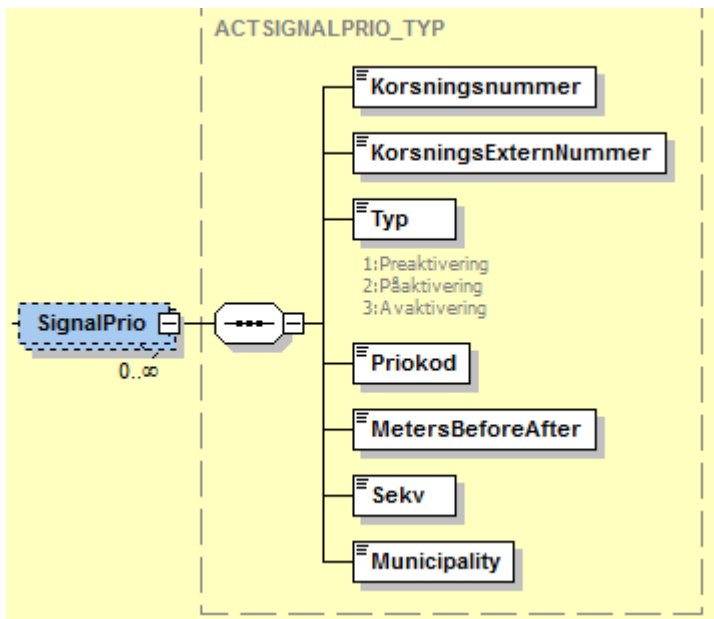 ACTSIGNALPRIO_TYP
Korsningsnummer
KorsningsExternNummer
Typ
1:Preaktivering
2:Påaktivering
3:Avaktivering
SignalPrio
0..∞
Priokod
MetersBeforeAfter
Sekv
Municipality